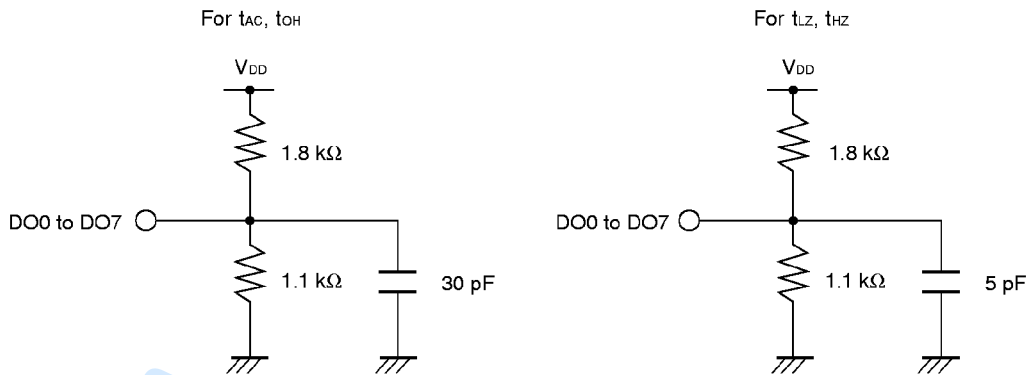 For tAC, tOH
VDD
1.8 kΩ
DO0 to DO7
1.1 kΩ
30 pF
For tLZ, tHZ
VDD
1.8 kΩ
DO0 to DO7
1.1 kΩ
5 pF